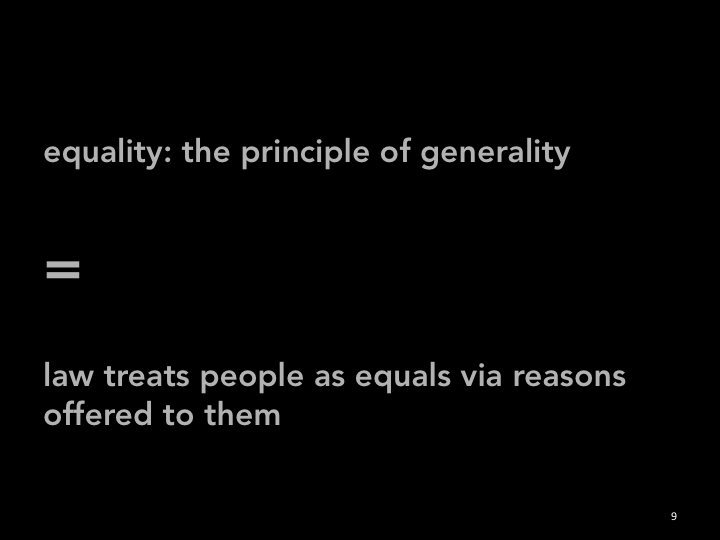 equality: the principle of generality
=
law treats people as equals via reasons
offered to them
9